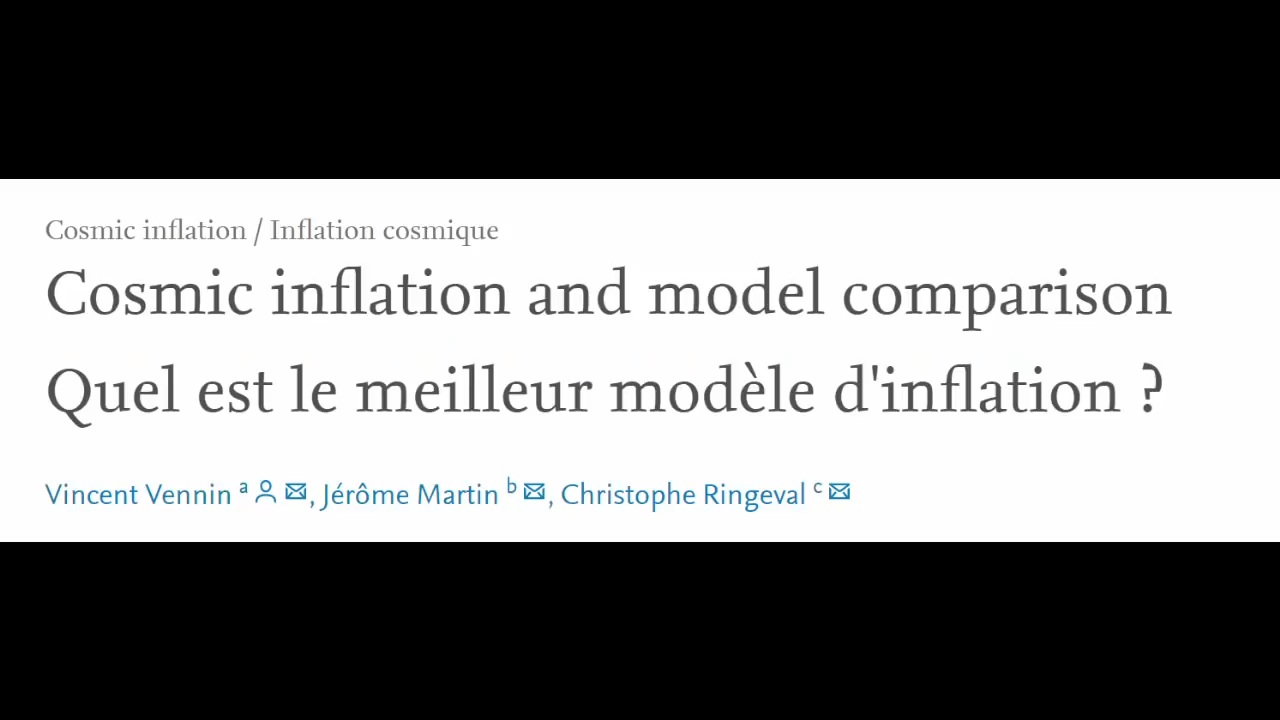 Cosmic inflation / Inflation cosmique
Cosmic inflation and model comparison
Quel est le meilleur modèle d'inflation ?
Vincent Vennin a, Jérôme Martin b, Christophe Ringeval c